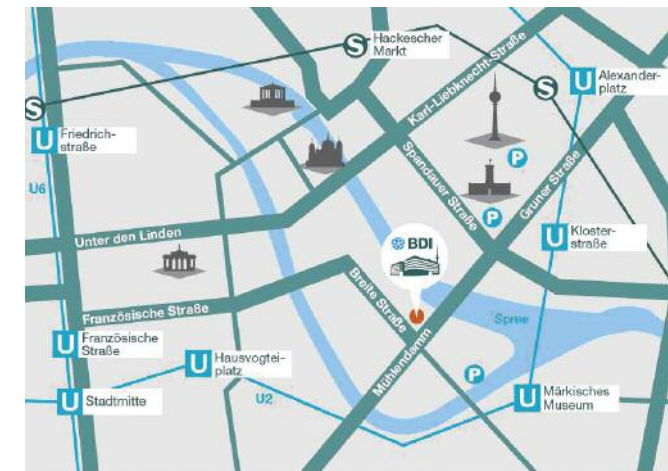 Hackescher
Markt
S
Karl-Liebknecht-Straße
S
U Alexander-
platz
S
U Friedrich-
straße
U6
P
Spandauer Straße
Gruner Straße
P
Unter den Linden
BDI
U Kloster-
straße
Französische Straße
Breite Straße
Spree
U Französische
Straße
Mühlendamm
U Hausvogtei-
platz
P
U Stadtmitte
U2
U Märkisches
Museum